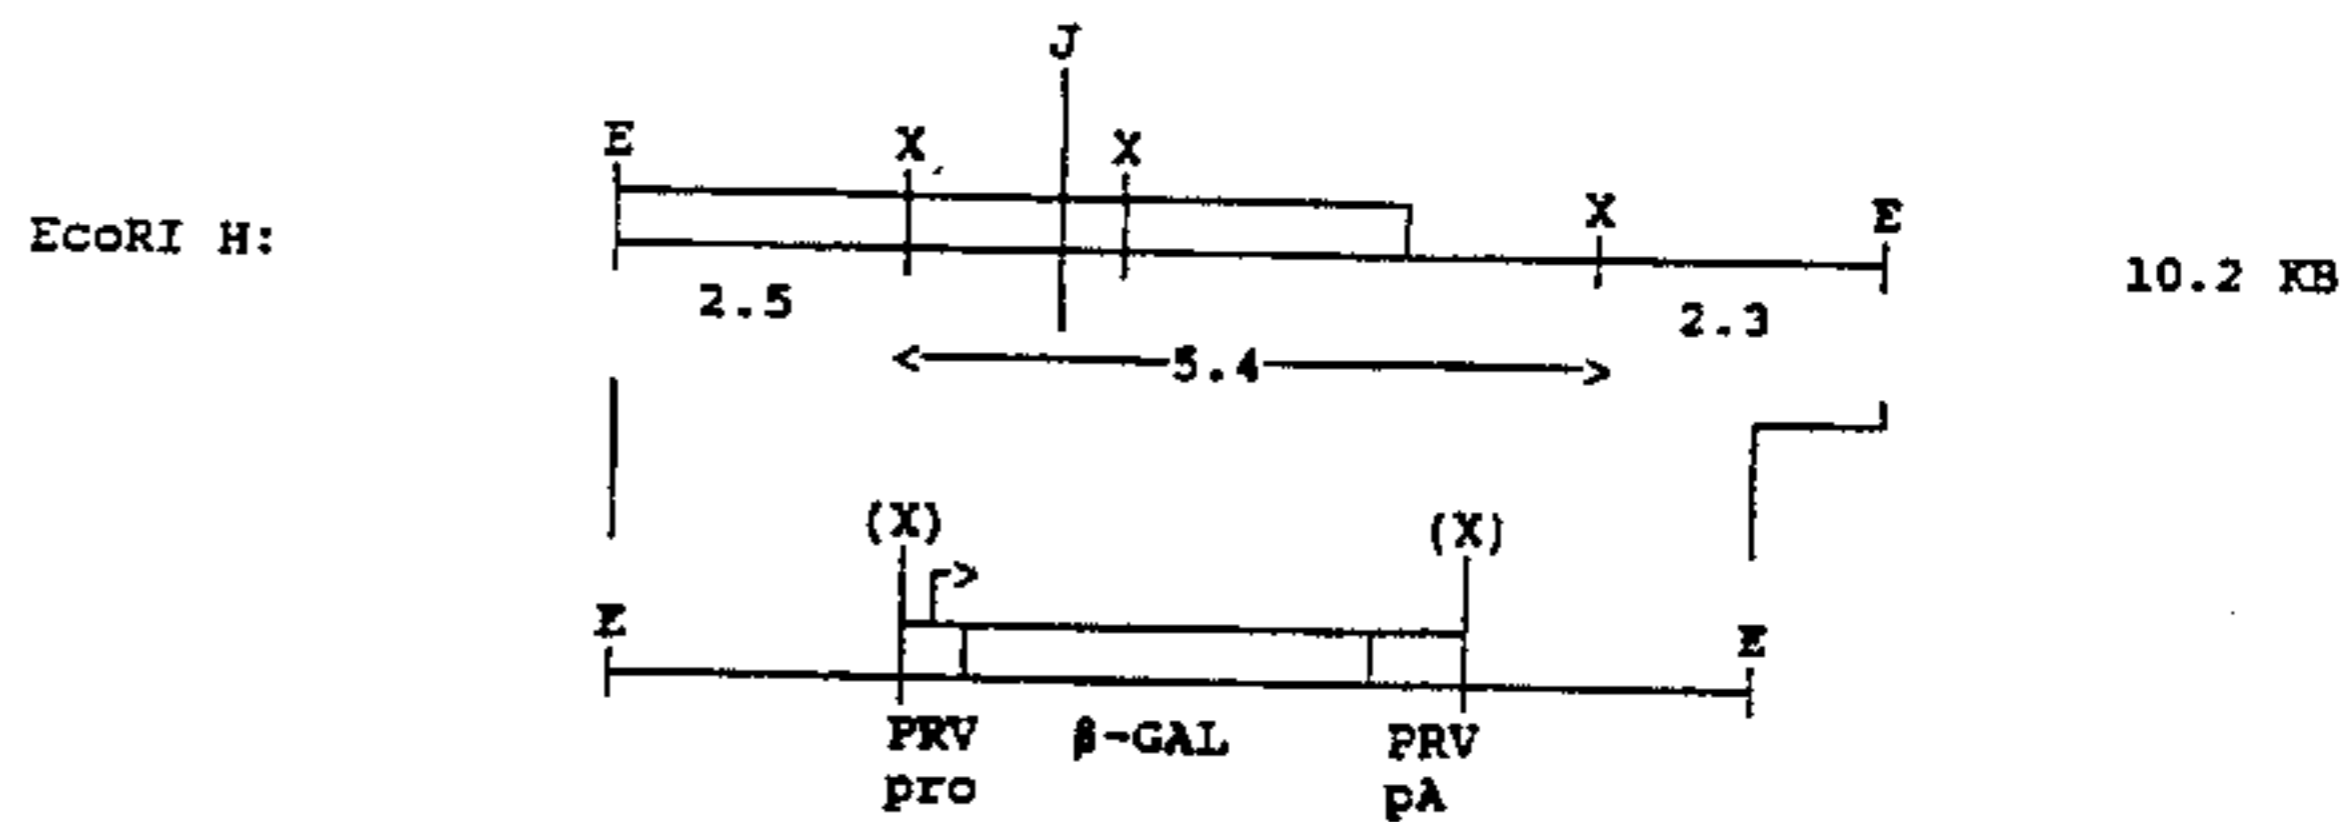 J
E X X X E
EcoRI H:
10.2 KB
2.5 2.3
5.4
(X) (X)
E E
PRV β-GAL PRV
pro pA